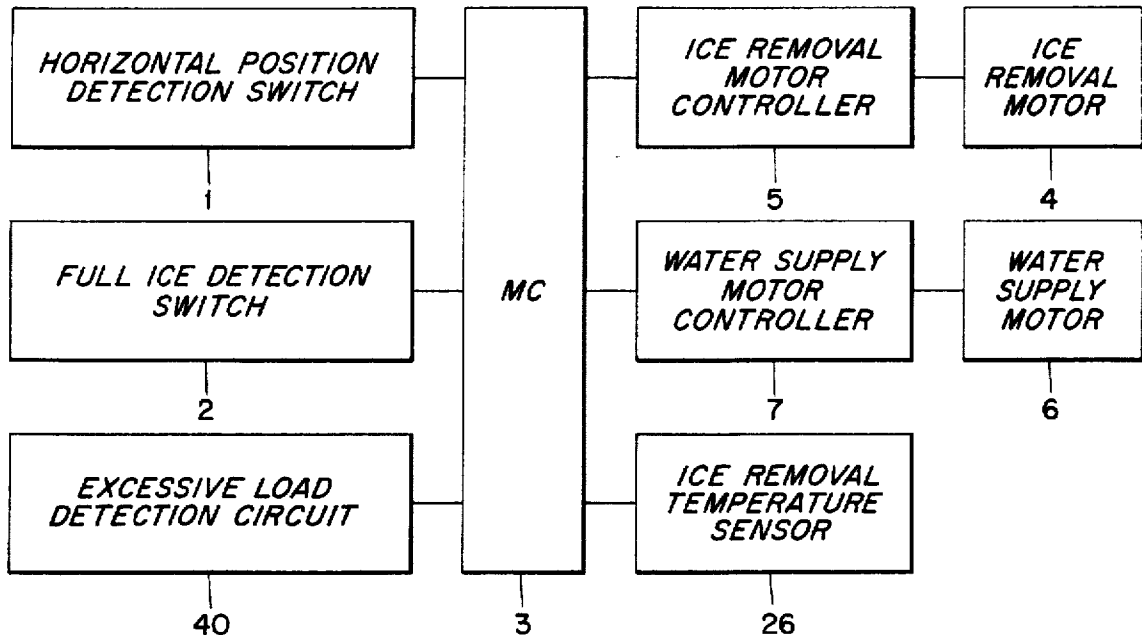 HORIZONTAL POSITION
DETECTION SWITCH
1
FULL ICE DETECTION
SWITCH
2
EXCESSIVE LOAD
DETECTION CIRCUIT
40
MC
3
ICE REMOVAL
MOTOR
CONTROLLER
5
ICE
REMOVAL
MOTOR
4
WATER SUPPLY
MOTOR
CONTROLLER
7
WATER
SUPPLY
MOTOR
6
ICE REMOVAL
TEMPERATURE
SENSOR
26